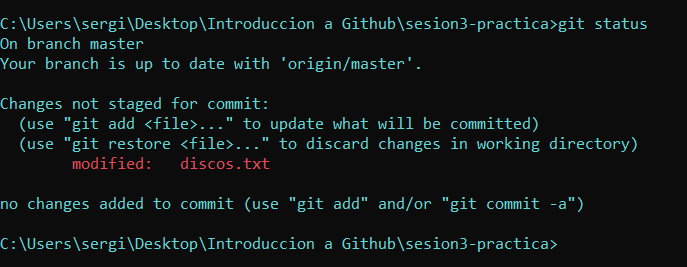 C:\Users\sergi\Desktop\Introduccion a Github\sesion3-practica>git status
On branch master
Your branch is up to date with 'origin/master'.
Changes not staged for commit:
  (use "git add <file>..." to update what will be committed)
  (use "git restore <file>..." to discard changes in working directory)
        modified:   discos.txt
no changes added to commit (use "git add" and/or "git commit -a")
C:\Users\sergi\Desktop\Introduccion a Github\sesion3-practica>